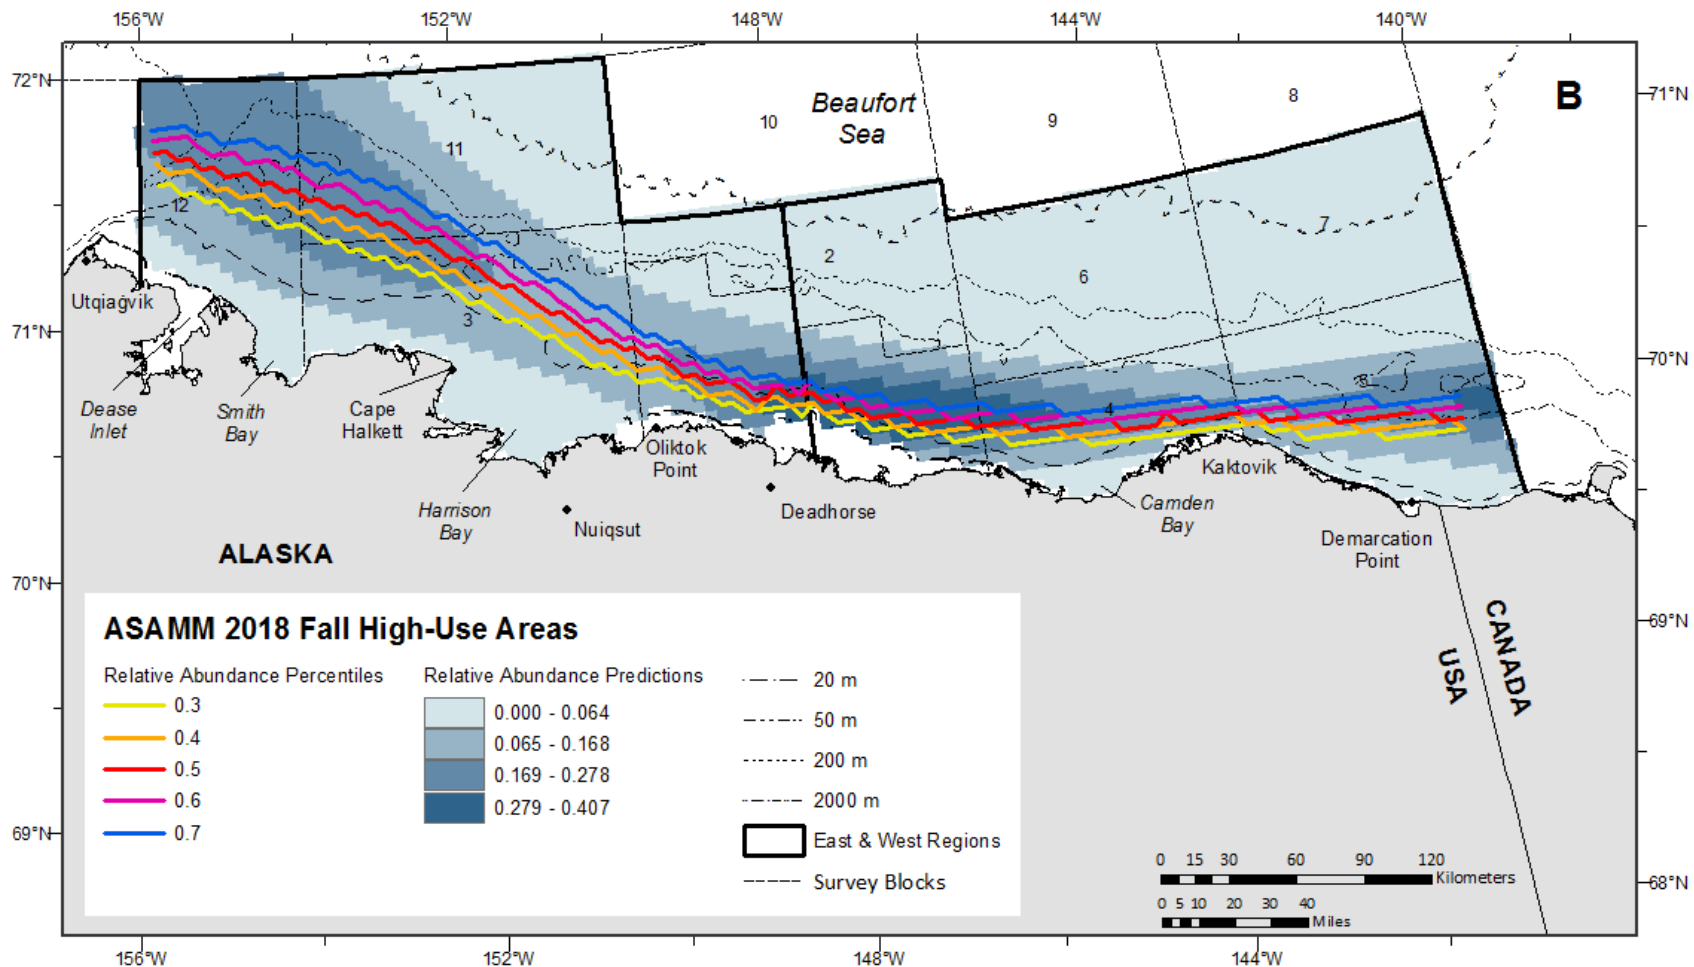 156°W 152°W 148°W 144°W 140°W
72°N
71°N
70°N
69°N
71°N
70°N
69°N
68°N
B
Beaufort
Sea
10
9
8
11
12
2
7
6
3
4
5
Utqiaġvik
Dease
Inlet
Smith
Bay
Cape
Halkett
Harrison
Bay
Oliktok
Point
Nuiqsut
Deadhorse
Kaktovik
Camden
Bay
Demarcation
Point
ALASKA
CANADA
USA
ASAMM 2018 Fall High-Use Areas
Relative Abundance Percentiles
0.3
0.4
0.5
0.6
0.7
Relative Abundance Predictions
0.000 - 0.064
0.065 - 0.168
0.169 - 0.278
0.279 - 0.407
20 m
50 m
200 m
2000 m
East & West Regions
Survey Blocks
0 15 30 60 90 120
Kilometers
0 5 10 20 30 40
Miles
156°W 152°W 148°W 144°W